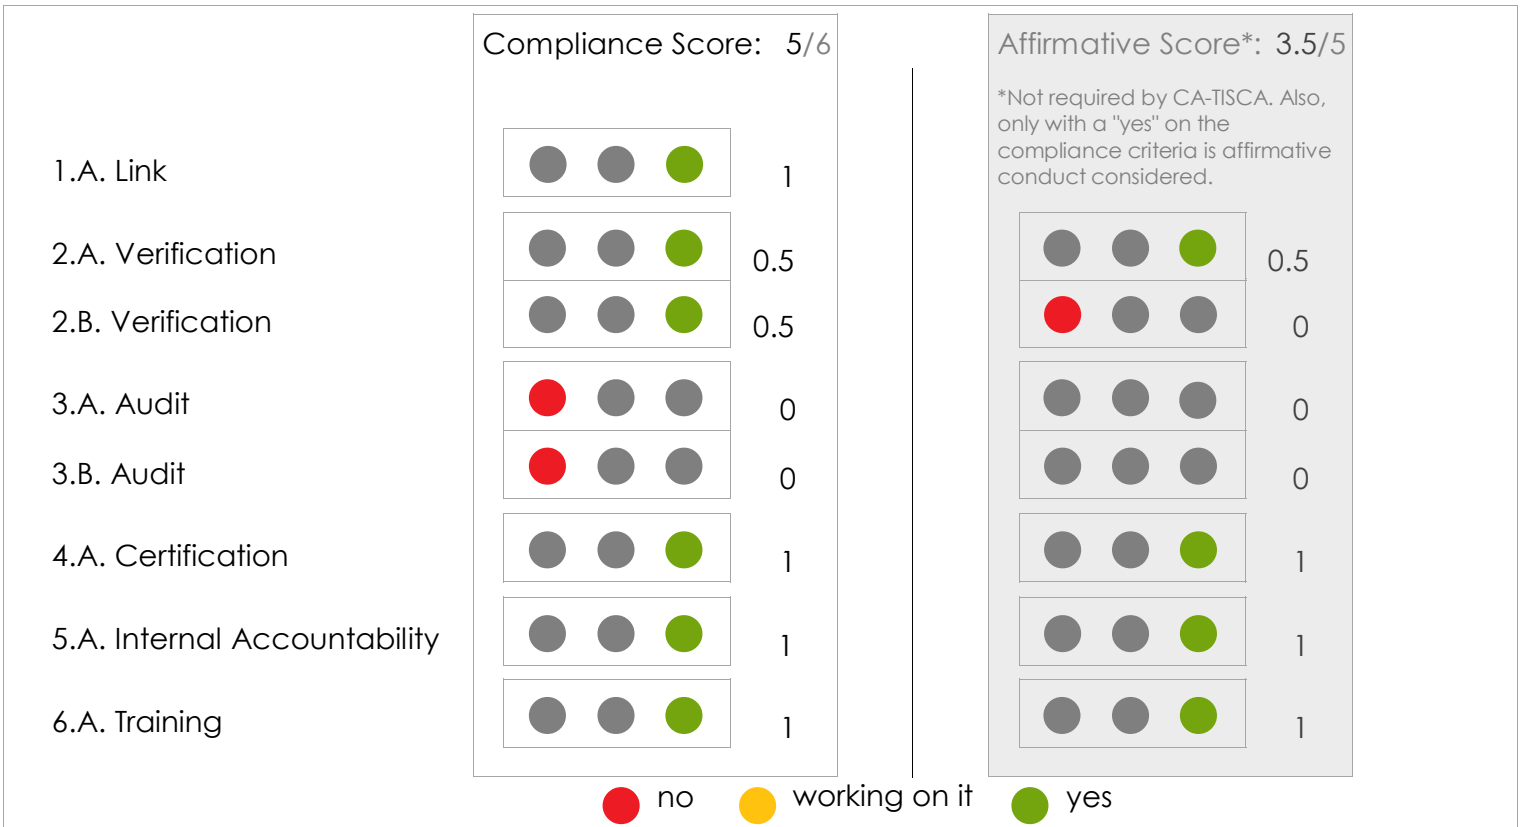 Compliance Score: 5/6
Affirmative Score*: 3.5/5
*Not required by CA-TISCA. Also,
only with a "yes" on the
compliance criteria is affirmative
conduct considered.
1.A. Link 1
2.A. Verification 0.5 0.5
2.B. Verification 0.5 0
3.A. Audit 0 0
3.B. Audit 0 0
4.A. Certification 1 1
5.A. Internal Accountability 1 1
6.A. Training 1 1
no working on it yes